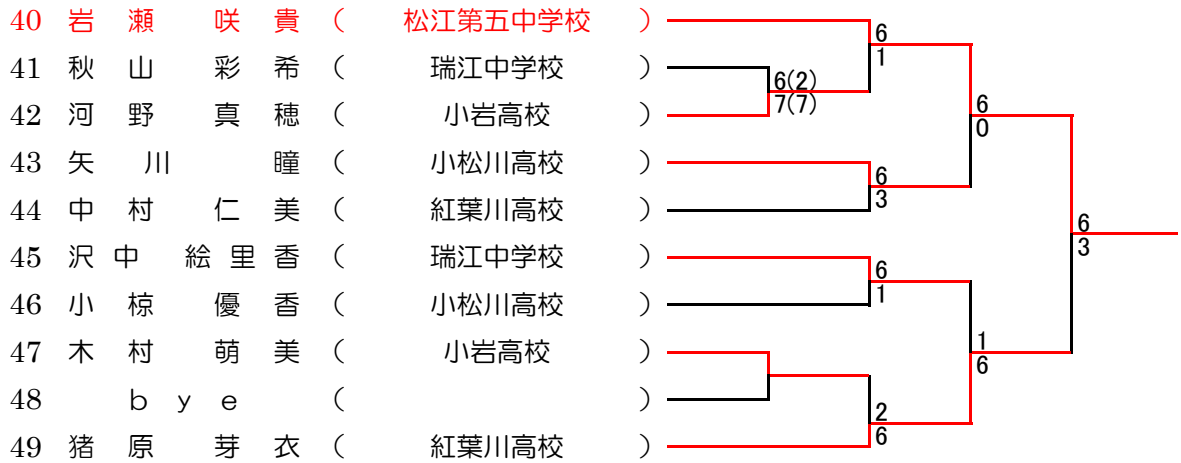 40 岩瀬 咲貴 ( 松江第五中学校 )
6
1
41 秋山 彩希 ( 瑞江中学校 )
6(2)
7(7)
42 河野 真穂 ( 小岩高校 )
6
0
43 矢川 瞳 ( 小松川高校 )
6
3
44 中村 仁美 ( 紅葉川高校 )
6
3
45 沢中 絵里香 ( 瑞江中学校 )
6
1
46 小椋 優香 ( 小松川高校 )
47 木村 萌美 ( 小岩高校 )
1
6
48 ｂｙｅ ( )
2
6
49 猪原 芽衣 ( 紅葉川高校 )